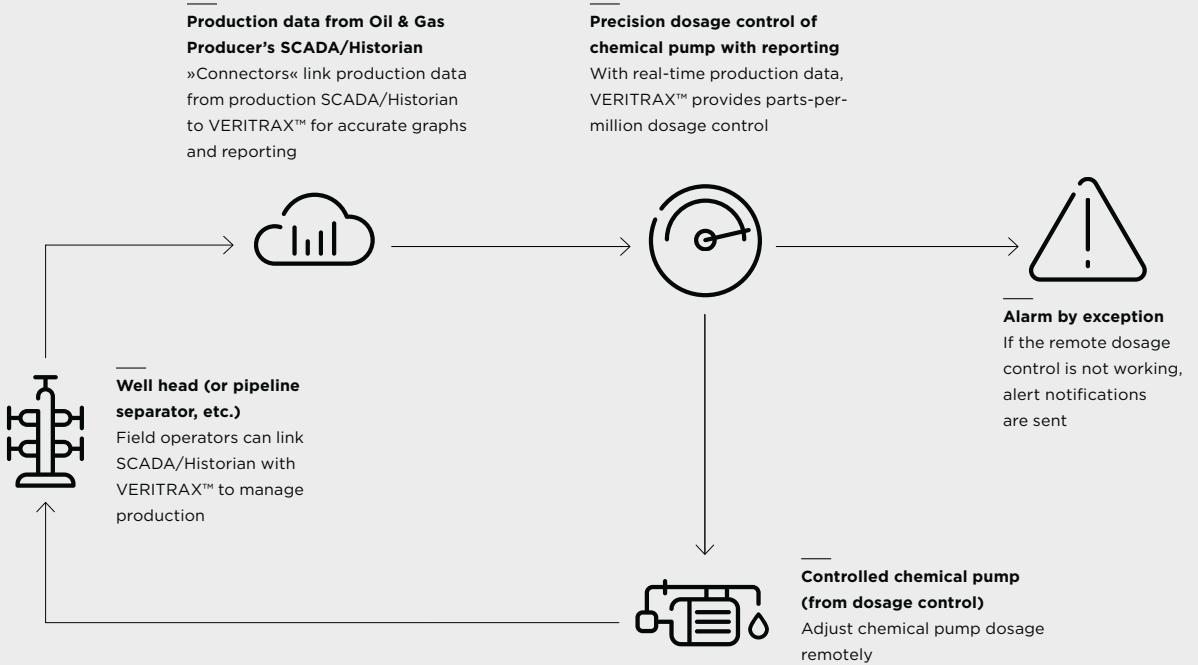 Production data from Oil & Gas
Producer's SCADA/Historian
»Connectors« link production data
from production SCADA/Historian
to VERITRAX™ for accurate graphs
and reporting
Precision dosage control of
chemical pump with reporting
With real-time production data,
VERITRAX™ provides parts-per-
million dosage control
Alarm by exception
If the remote dosage
control is not working,
alert notifications
are sent
Well head (or pipeline
separator, etc.)
Field operators can link
SCADA/Historian with
VERITRAX™ to manage
production
Controlled chemical pump
(from dosage control)
Adjust chemical pump dosage
remotely